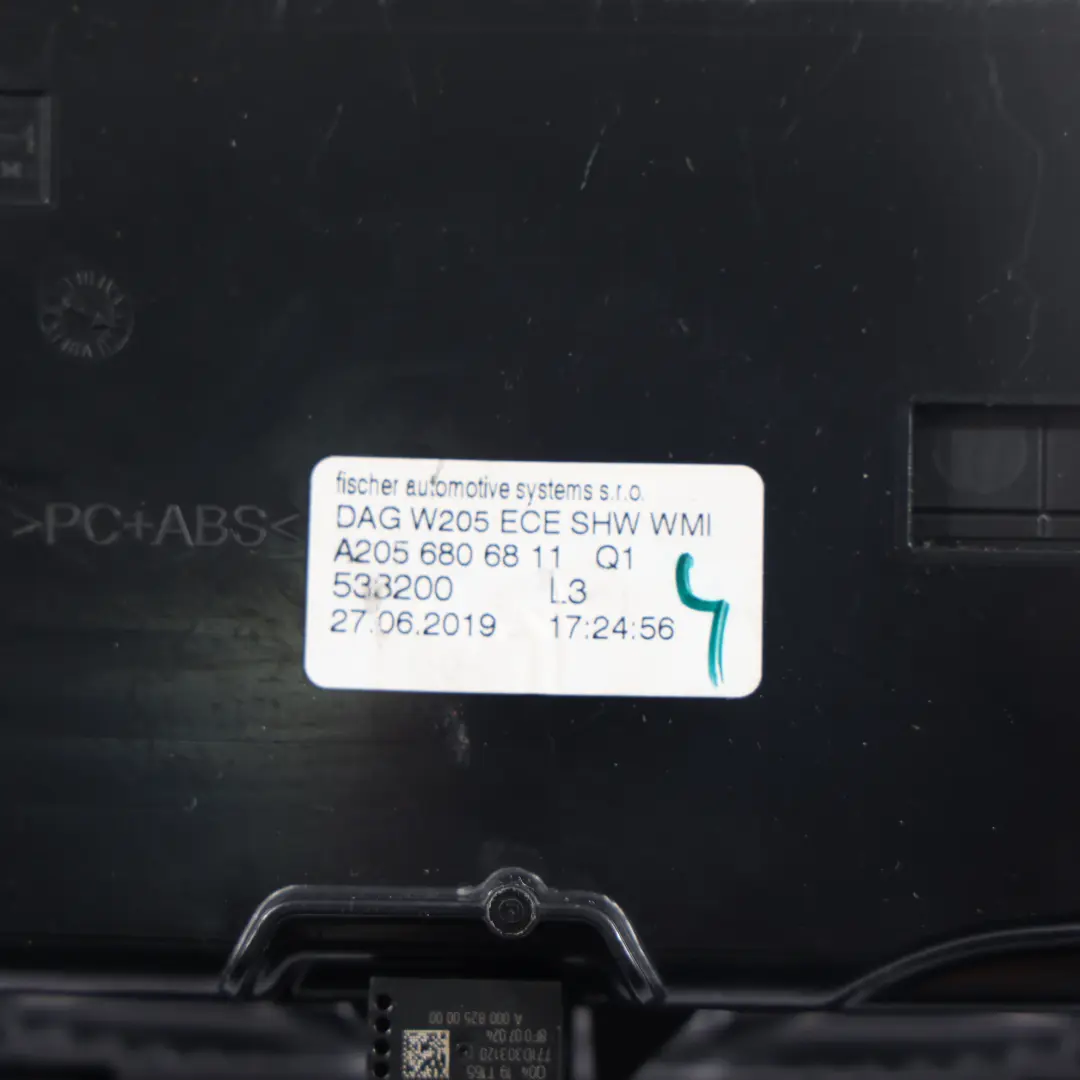 >PC+ABS<
fischer automotive systems s.r.o.
DAG W205 ECE SHW WMI
A205 680 68 11 Q1
533200 L3
27.06.2019 17:24:56
A 000 825 00 00